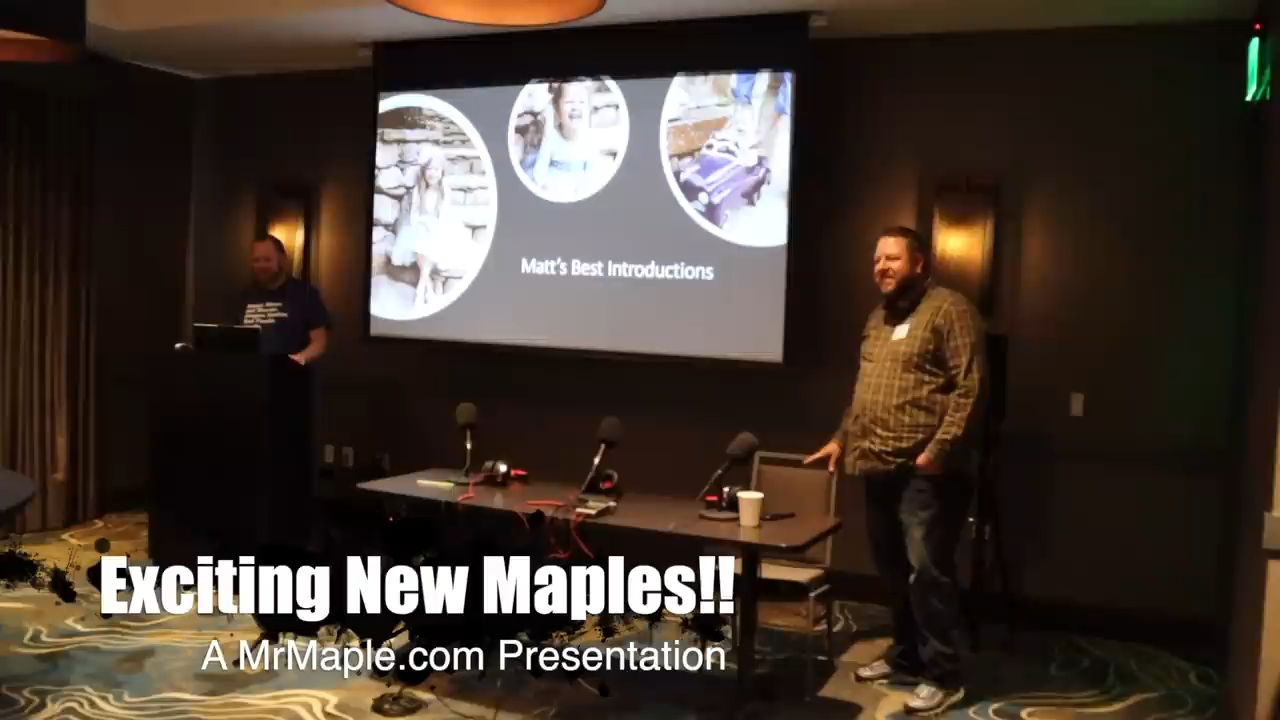 Matt's Best Introductions
Exciting New Maples!!
A MrMaple.com Presentation